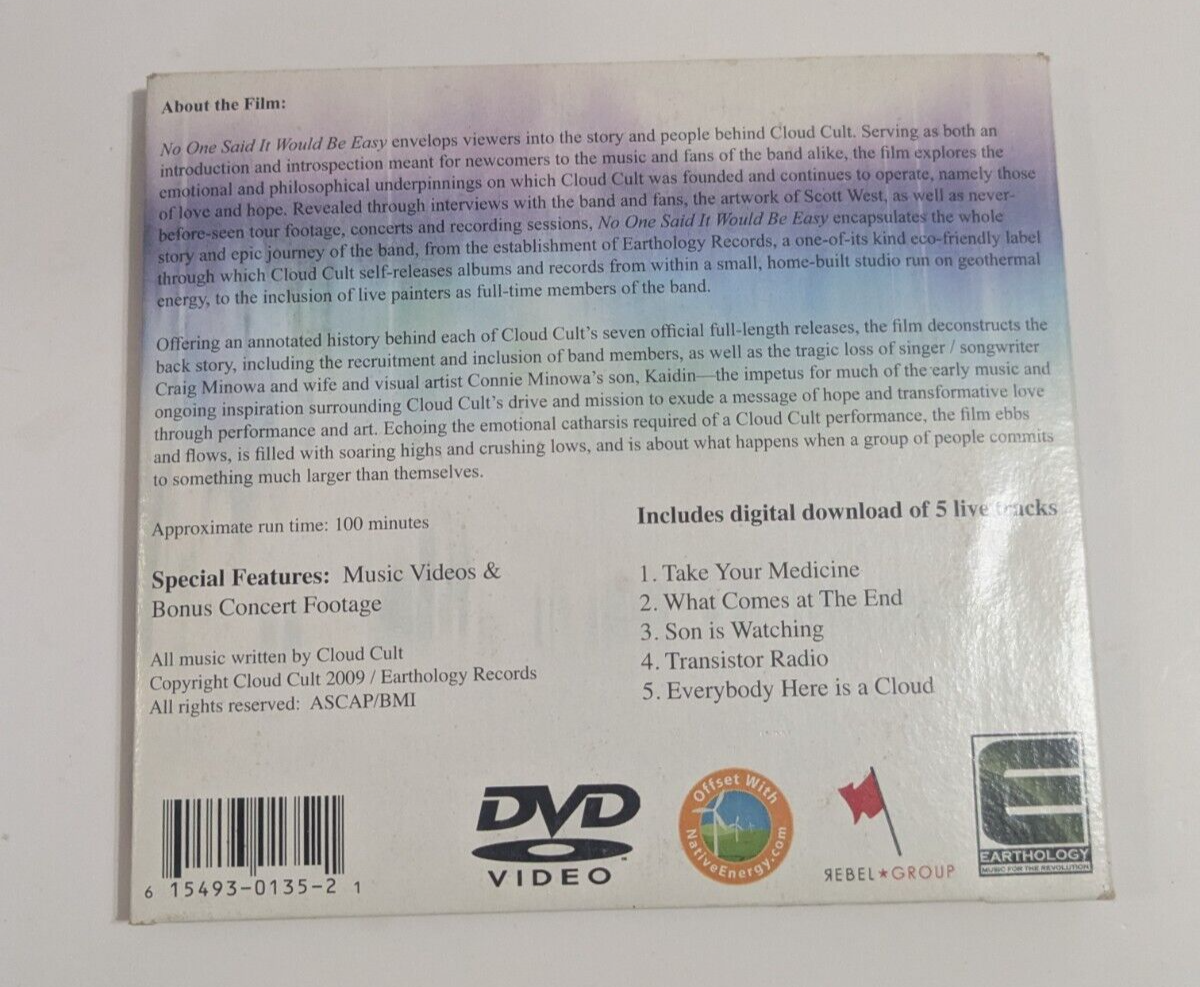 About the Film:
No One Said It Would Be Easy envelops viewers into the story and people behind Cloud Cult. Serving as both an
introduction and introspection meant for newcomers to the music and fans of the band alike, the film explores the
emotional and philosophical underpinnings on which Cloud Cult was founded and continues to operate, namely those
of love and hope. Revealed through interviews with the band and fans, the artwork of Scott West, as well as never-
before-seen tour footage, concerts and recording sessions, No One Said It Would Be Easy encapsulates the whole
story and epic journey of the band, from the establishment of Earthology Records, a one-of-its kind eco-friendly label
through which Cloud Cult self-releases albums and records from within a small, home-built studio run on geothermal
energy, to the inclusion of live painters as full-time members of the band.
Offering an annotated history behind each of Cloud Cult's seven official full-length releases, the film deconstructs the
back story, including the recruitment and inclusion of band members, as well as the tragic loss of singer / songwriter
Craig Minowa and wife and visual artist Connie Minowa's son, Kaidin—the impetus for much of the early music and
ongoing inspiration surrounding Cloud Cult's drive and mission to exude a message of hope and transformative love
through performance and art. Echoing the emotional catharsis required of a Cloud Cult performance, the film ebbs
and flows, is filled with soaring highs and crushing lows, and is about what happens when a group of people commits
to something much larger than themselves.
Approximate run time: 100 minutes
Special Features: Music Videos &
Bonus Concert Footage
All music written by Cloud Cult
Copyright Cloud Cult 2009 / Earthology Records
All rights reserved: ASCAP/BMI
Includes digital download of 5 live tracks
1. Take Your Medicine
2. What Comes at The End
3. Son is Watching
4. Transistor Radio
5. Everybody Here is a Cloud
6 15493-0135-2 1
DVD
VIDEO
Offset With
NativeEnergy.com
ЯEBEL★GROUP
E
EARTHOLOGY
MUSIC FOR THE REVOLUTION